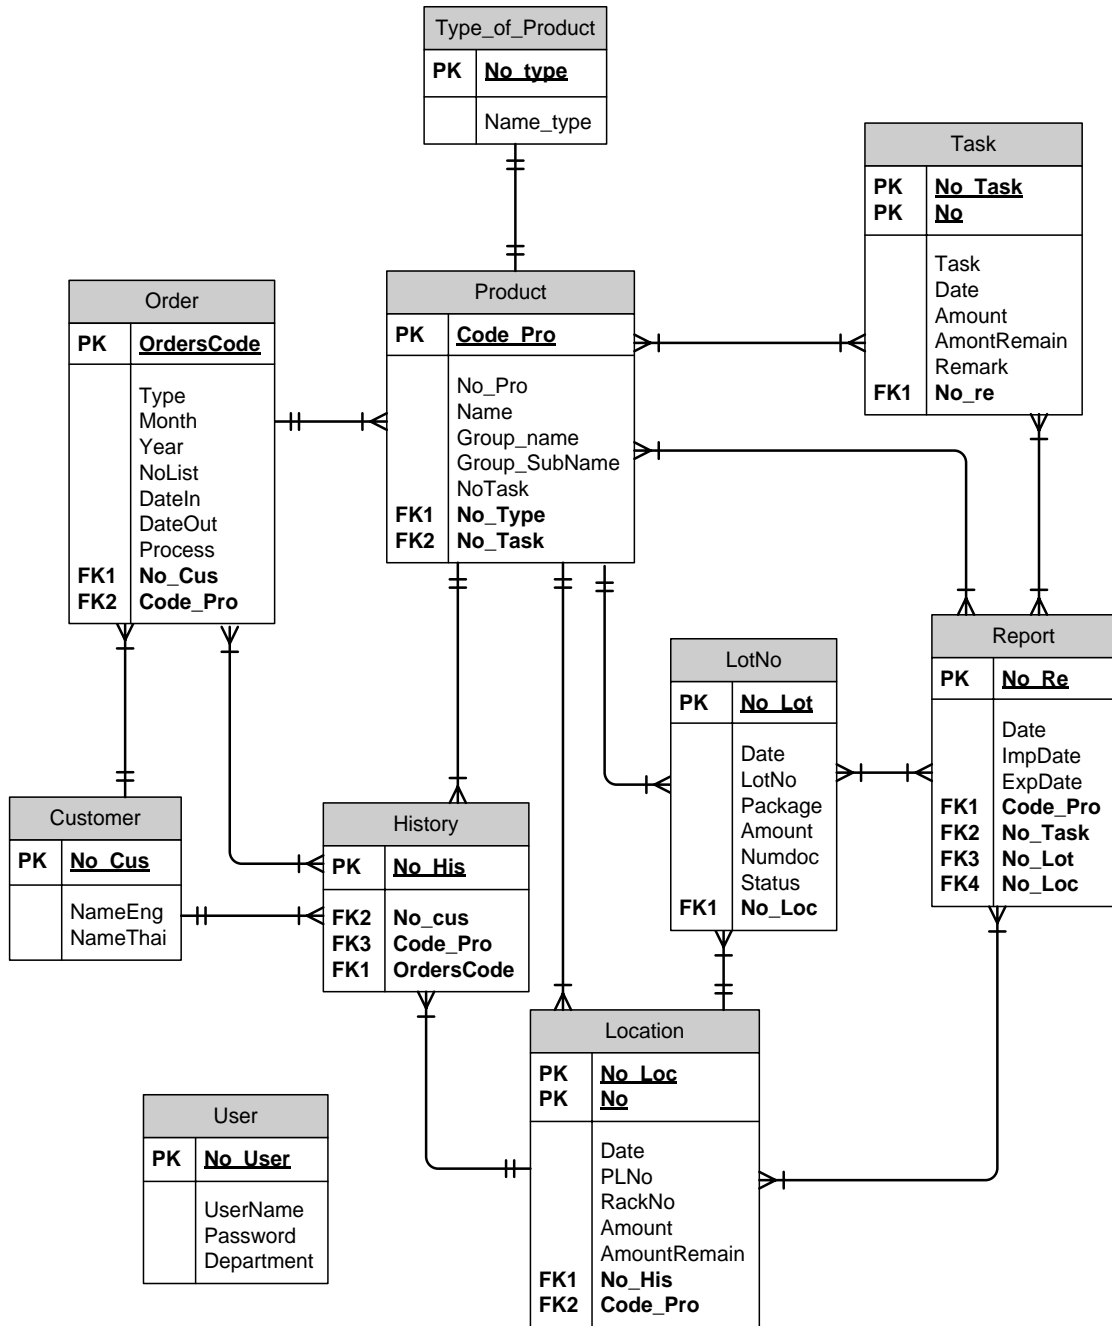 Type_of_Product
PK No_type
Name_type
Task
PK No_Task
PK No
Task
Date
Amount
AmontRemain
Remark
FK1 No_re
Order
PK OrdersCode
Type
Month
Year
NoList
DateIn
DateOut
Process
FK1 No_Cus
FK2 Code_Pro
Product
PK Code_Pro
No_Pro
Name
Group_name
Group_SubName
NoTask
FK1 No_Type
FK2 No_Task
LotNo
PK No_Lot
Date
LotNo
Package
Amount
Numdoc
Status
FK1 No_Loc
Report
PK No_Re
Date
ImpDate
ExpDate
FK1 Code_Pro
FK2 No_Task
FK3 No_Lot
FK4 No_Loc
Customer
PK No_Cus
NameEng
NameThai
History
PK No_His
FK2 No_cus
FK3 Code_Pro
FK1 OrdersCode
Location
PK No_Loc
PK No
Date
PLNo
RackNo
Amount
AmountRemain
FK1 No_His
FK2 Code_Pro
User
PK No_User
UserName
Password
Department